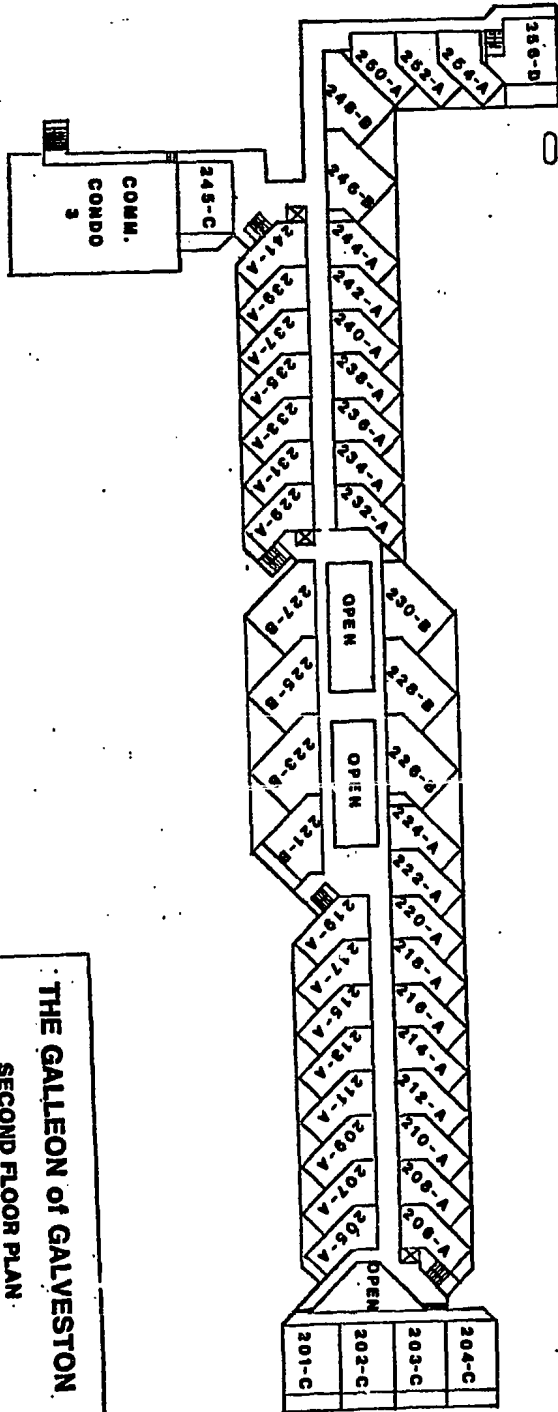 256-D
254-A
252-A
250-A
248-B
246-B
244-A
242-A
240-A
238-A
236-A
234-A
232-A
230-B
228-B
226-B
224-A
222-A
220-A
218-A
216-A
214-A
212-A
210-A
208-A
206-A
OPEN
OPEN
OPEN
204-C
203-C
202-C
201-C
COMM.
CONDO
3
245-C
241-A
239-A
237-A
235-A
233-A
231-A
229-A
227-B
225-B
223-B
221-B
219-A
217-A
215-A
213-A
211-A
209-A
207-A
205-A
THE GALLEON of GALVESTON
SECOND FLOOR PLAN